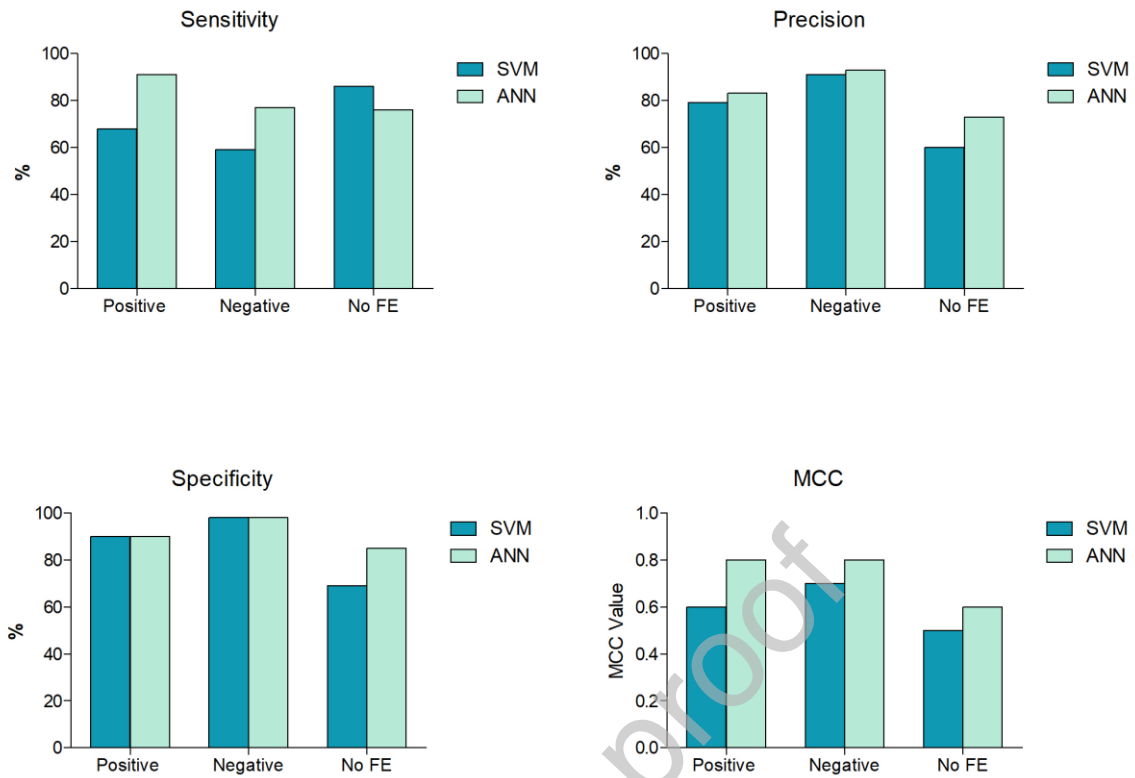 Sensitivity
100
80
60
40
20
0
%
Positive Negative No FE
SVM
ANN
Precision
100
80
60
40
20
0
%
Positive Negative No FE
SVM
ANN
Specificity
100
80
60
40
20
0
%
Positive Negative No FE
SVM
ANN
MCC
1.0
0.8
0.6
0.4
0.2
0.0
MCC Value
Positive Negative No FE
SVM
ANN
proof